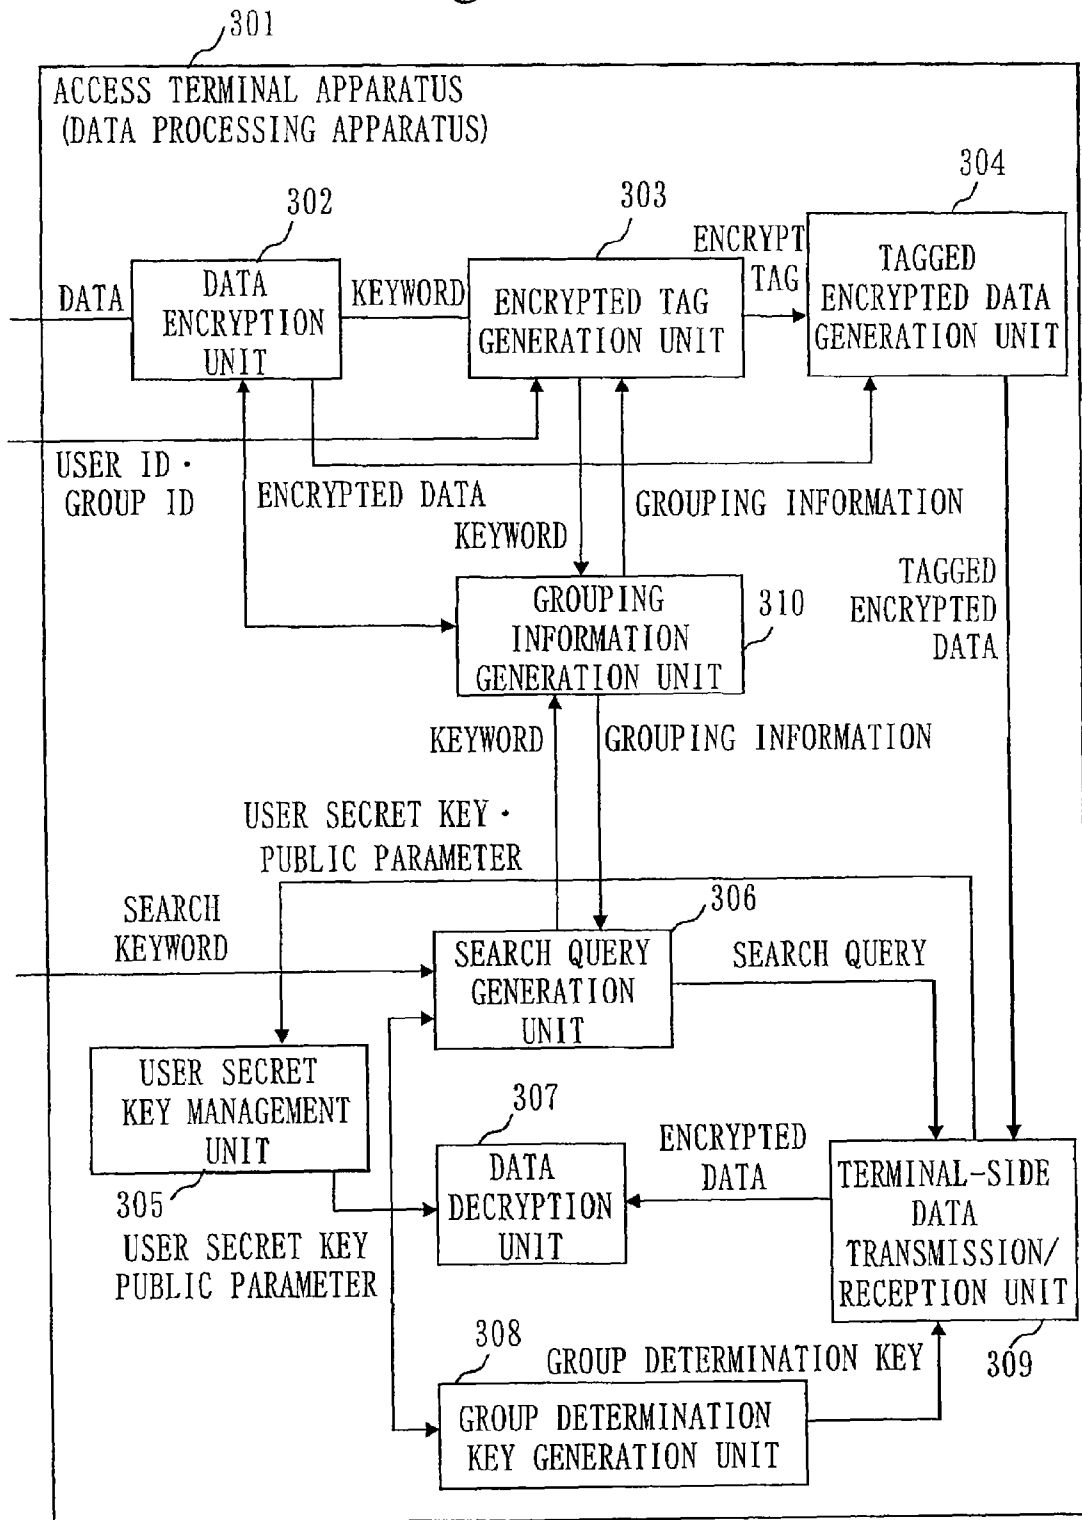 301
ACCESS TERMINAL APPARATUS
(DATA PROCESSING APPARATUS)
302
303
304
DATA
DATA
ENCRYPTION
UNIT
KEYWORD
ENCRYPTED TAG
GENERATION UNIT
ENCRYPT
TAG
TAGGED
ENCRYPTED DATA
GENERATION UNIT
USER ID・
GROUP ID
ENCRYPTED DATA
KEYWORD
GROUPING INFORMATION
TAGGED
ENCRYPTED
DATA
GROUPING
INFORMATION
GENERATION UNIT
310
KEYWORD
GROUPING INFORMATION
USER SECRET KEY・
PUBLIC PARAMETER
SEARCH
KEYWORD
306
SEARCH QUERY
GENERATION
UNIT
SEARCH QUERY
USER SECRET
KEY MANAGEMENT
UNIT
305
USER SECRET KEY
PUBLIC PARAMETER
307
DATA
DECRYPTION
UNIT
ENCRYPTED
DATA
TERMINAL-SIDE
DATA
TRANSMISSION/
RECEPTION UNIT
309
308
GROUP DETERMINATION KEY
GROUP DETERMINATION
KEY GENERATION UNIT